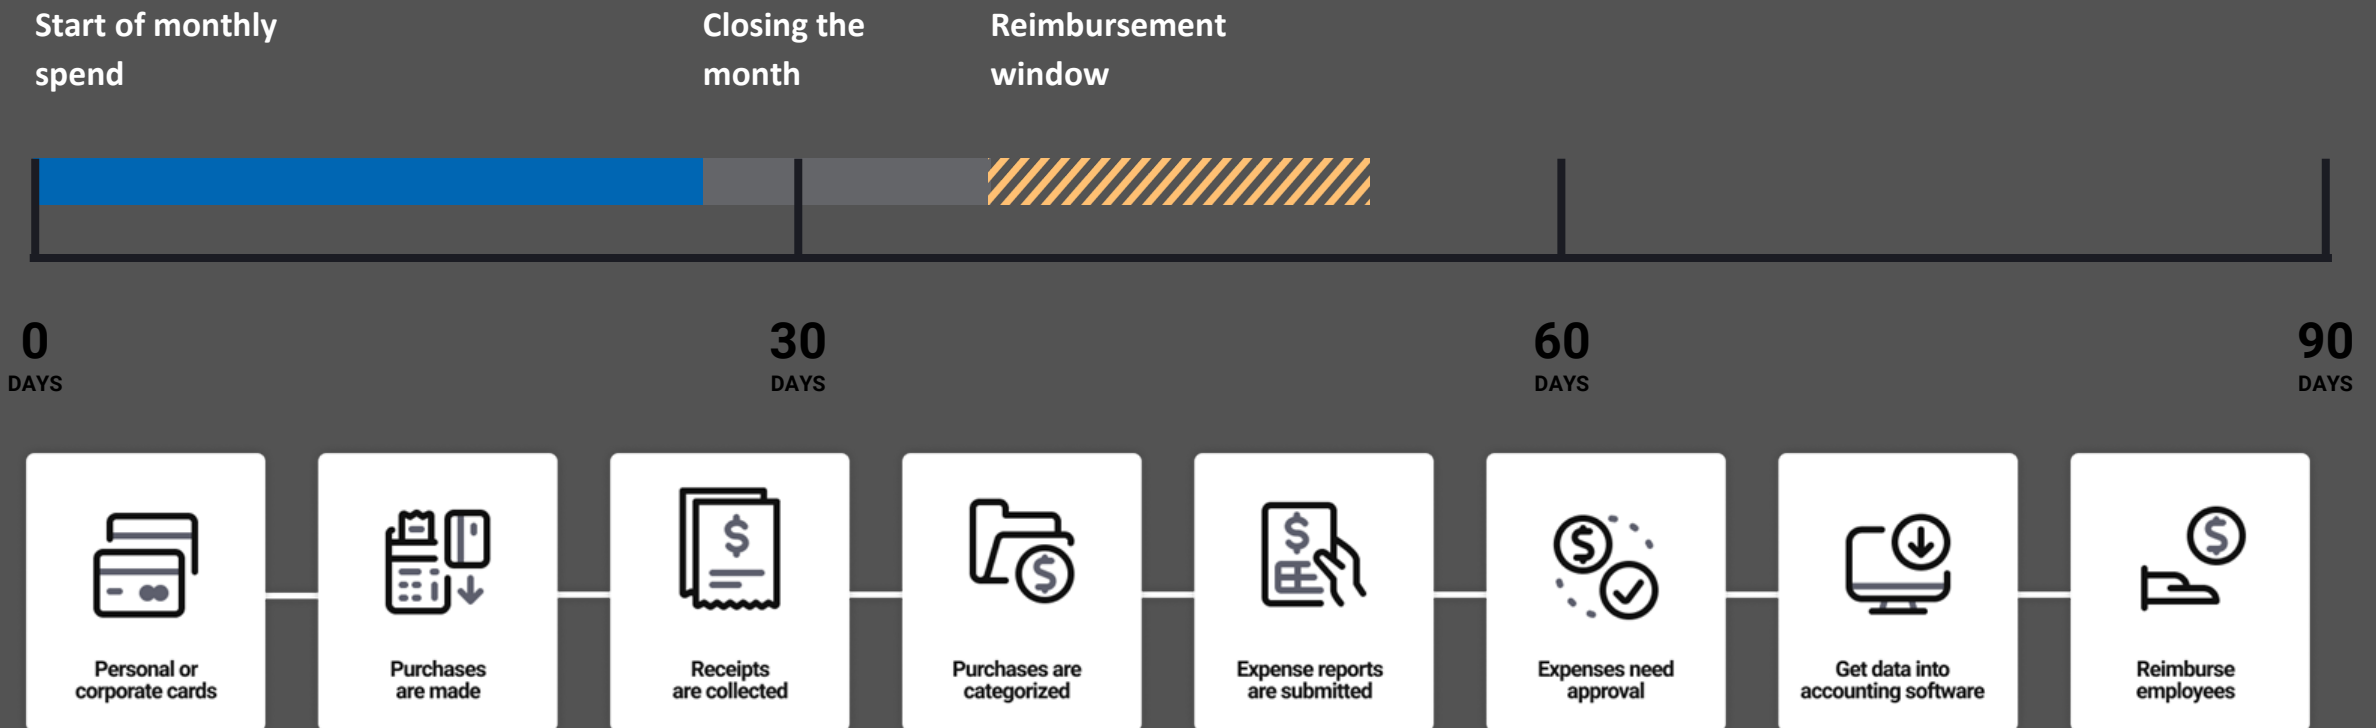 Start of monthly
spend
Closing the
month
Reimbursement
window
0
DAYS
30
DAYS
60
DAYS
90
DAYS
Personal or
corporate cards
Purchases
are made
Receipts
are collected
Purchases are
categorized
Expense reports
are submitted
Expenses need
approval
Get data into
accounting software
Reimburse
employees